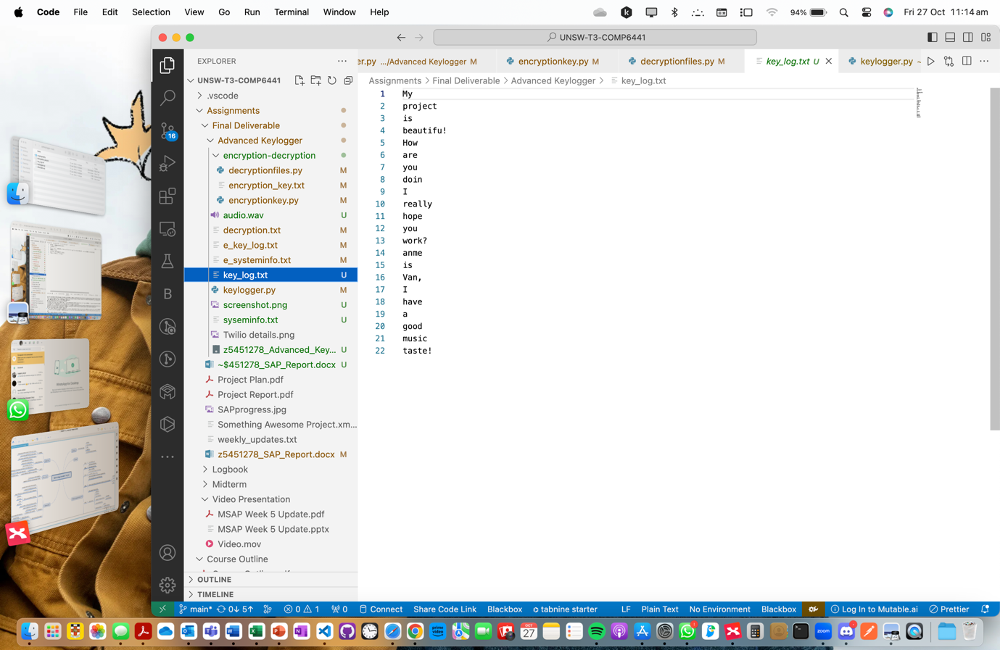 Code File Edit Selection View Go Run Terminal Window Help
94% Fri 27 Oct 11:14 am
UNSW-T3-COMP6441
EXPLORER
er.py .../Advanced Keylogger M
encryptionkey.py M
decryptionfiles.py M
key_log.txt U
keylogger.py
Assignments > Final Deliverable > Advanced Keylogger > key_log.txt
UNSW-T3-COMP6441
.vscode
Assignments
Final Deliverable
Advanced Keylogger
encryption-decryption
decryptionfiles.py M
encryption_key.txt M
encryptionkey.py M
audio.wav U
decryption.txt M
e_key_log.txt M
e_systeminfo.txt M
key_log.txt U
keylogger.py M
screenshot.png U
syseminfo.txt U
Twilio details.png
z5451278_Advanced_Key... U
~$451278_SAP_Report.docx U
Project Plan.pdf
Project Report.pdf
SAPprogress.jpg
Something Awesome Project.xm...
weekly_updates.txt
z5451278_SAP_Report.docx M
Logbook
Midterm
Video Presentation
MSAP Week 5 Update.pdf
MSAP Week 5 Update.pptx
Video.mov
Course Outline
OUTLINE
TIMELINE
16
B
1 My
2 project
3 is
4 beautifu!
5 How
6 are
7 you
8 doin
9 I
10 really
11 hope
12 you
13 work?
14 anme
15 is
16 Van,
17 I
18 have
19 a
20 good
21 music
22 taste!
main* 0↓ 5↑ 0 1 0 Connect Share Code Link Blackbox tabnine starter LF Plain Text No Environment Blackbox Log In to Mutable.ai Prettier
OCT
27
prime video
zoom